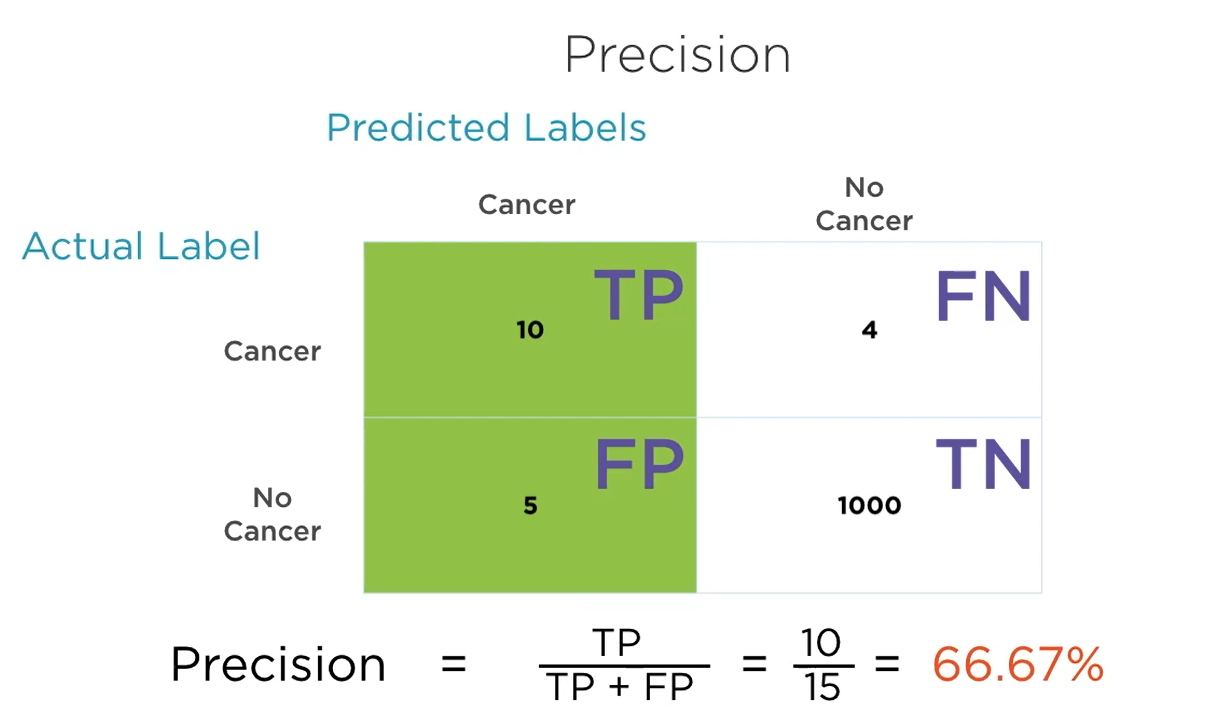 Precision
Predicted Labels
Cancer
No
Cancer
Actual Label
Cancer
10
TP
4
FN
No
Cancer
5
FP
1000
TN
Precision = TP / TP + FP = 10 / 15 = 66.67%